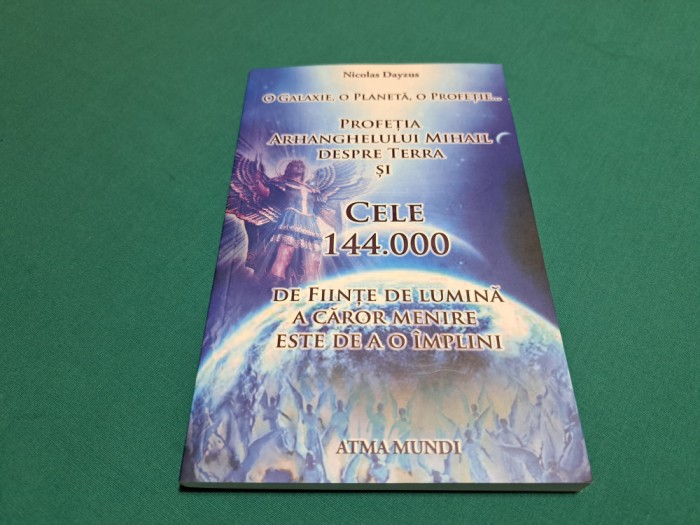 Nicolas Dayzus
O Galaxie, o Planetă, o Profeție...
Profeția
Arhanghelului Mihail
despre Terra
și
Cele
144.000
de Ființe de lumină
a căror menire
este de a o împlini
ATMA MUNDI